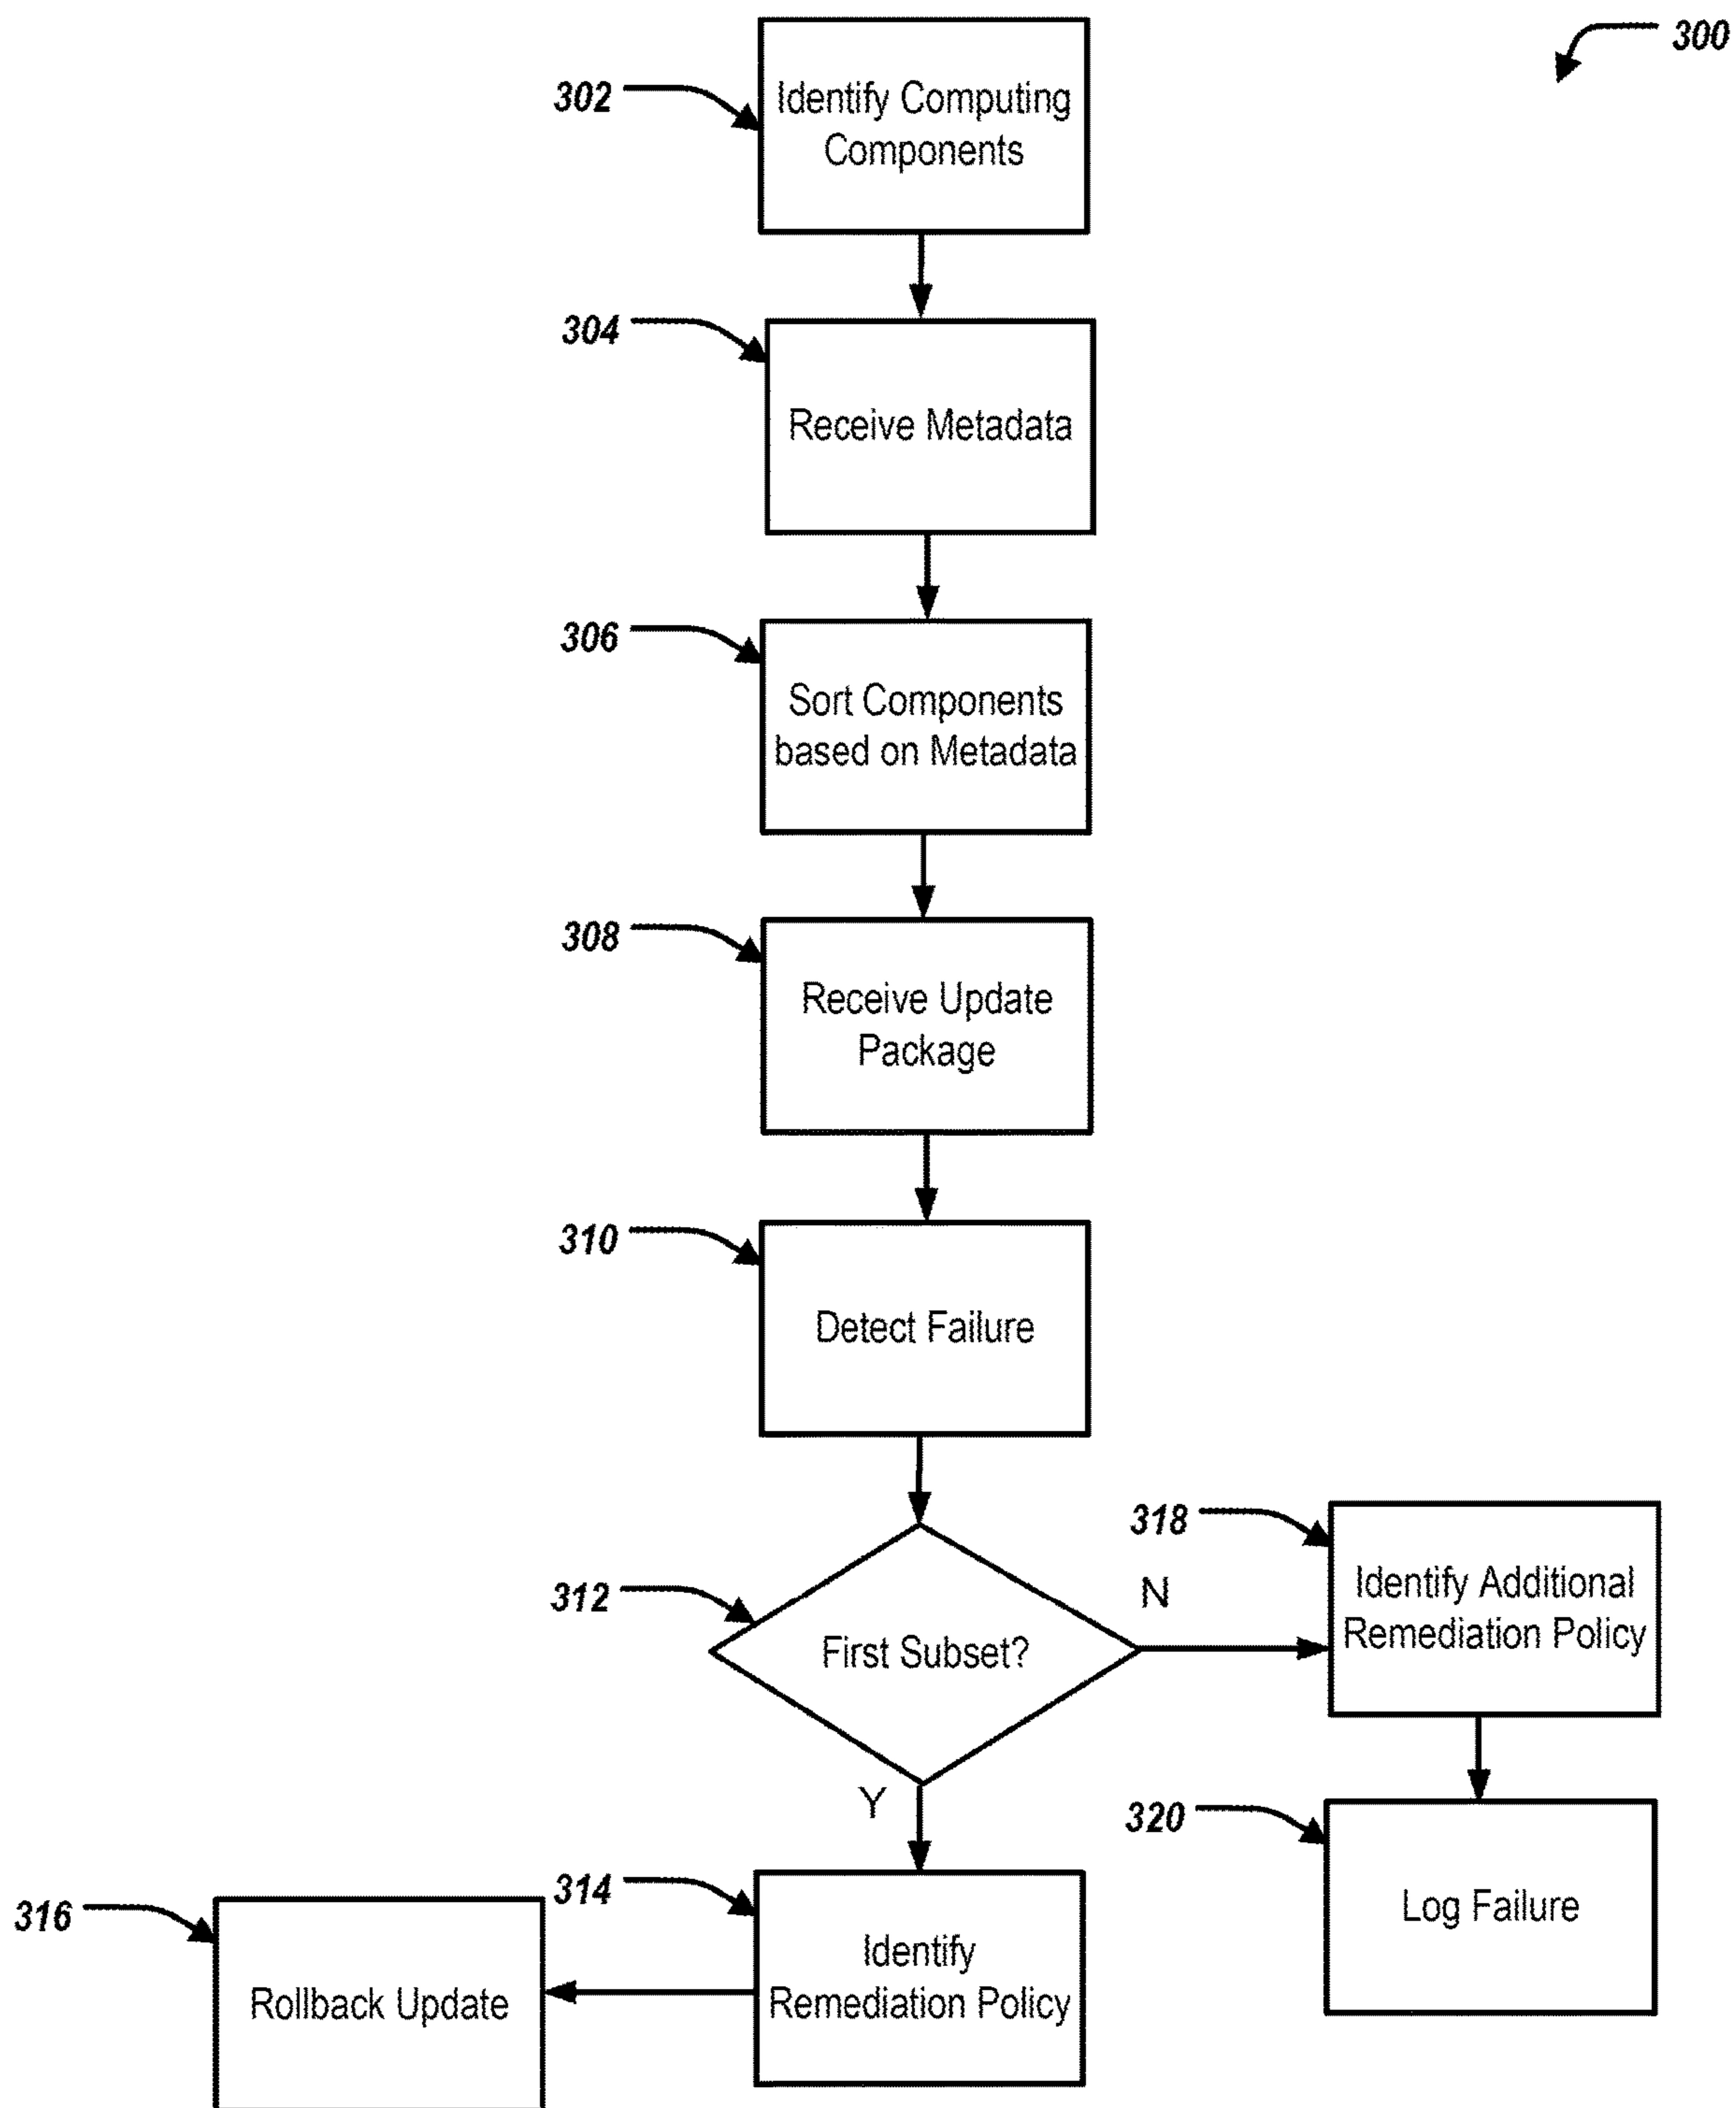 300
302
Identify Computing
Components
304
Receive Metadata
306
Sort Components
based on Metadata
308
Receive Update
Package
310
Detect Failure
312
First Subset?
N
Y
318
Identify Additional
Remediation Policy
320
Log Failure
314
Identify
Remediation Policy
316
Rollback Update